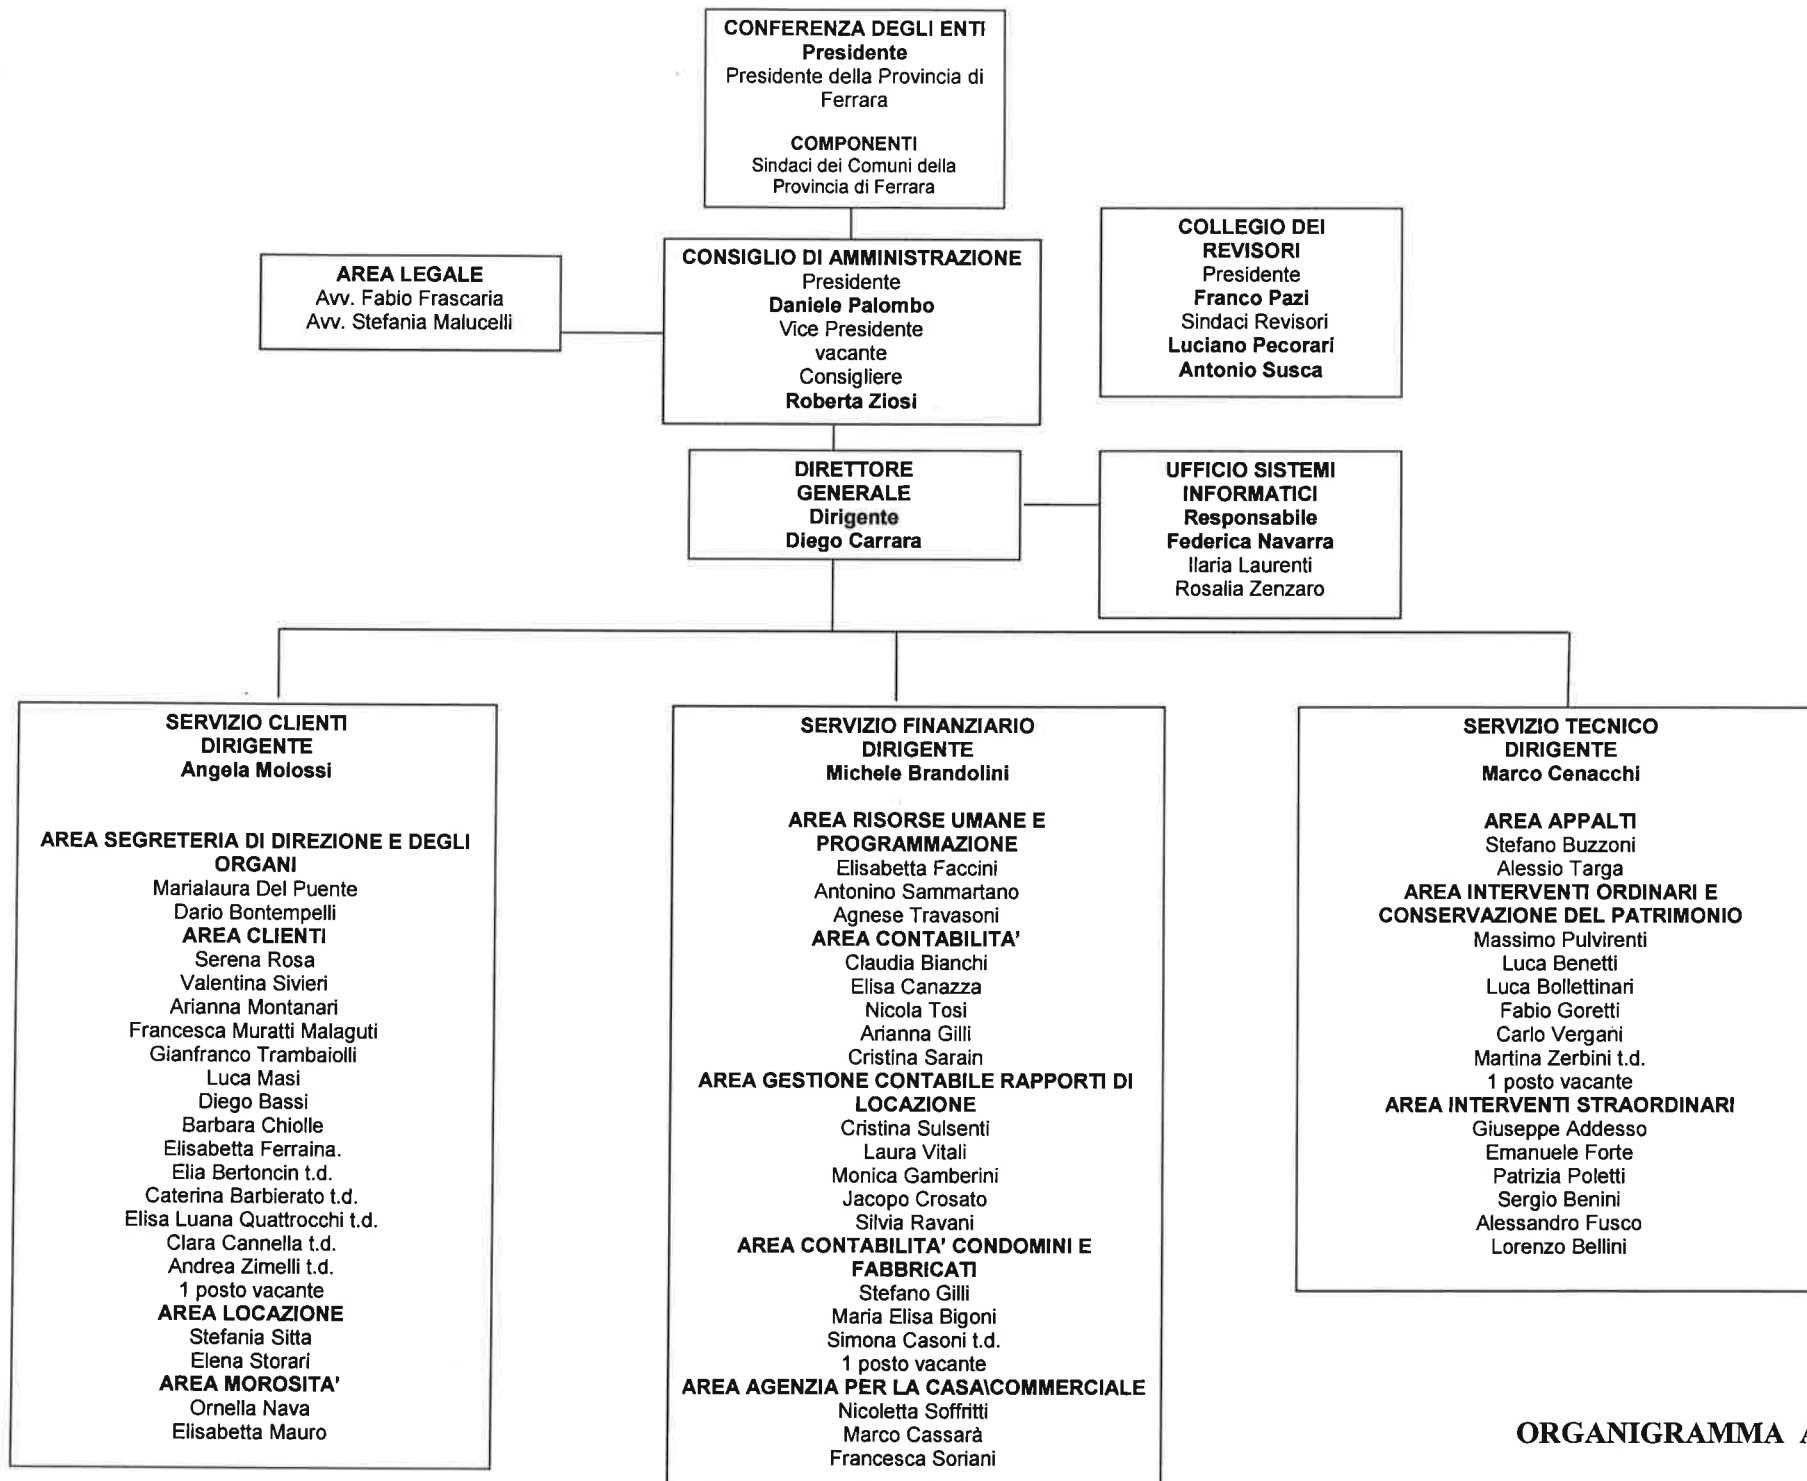 CONFERENZA DEGLI ENTI
Presidente
Presidente della Provincia di
Ferrara
COMPONENTI
Sindaci dei Comuni della
Provincia di Ferrara
AREA LEGALE
Avv. Fabio Frascaria
Avv. Stefania Malucelli
CONSIGLIO DI AMMINISTRAZIONE
Presidente
Daniele Palombo
Vice Presidente
vacante
Consigliere
Roberta Ziosi
COLLEGIO DEI
REVISORI
Presidente
Franco Pazi
Sindaci Revisori
Luciano Pecorari
Antonio Susca
DIRETTORE
GENERALE
Dirigente
Diego Carrara
UFFICIO SISTEMI
INFORMATICI
Responsabile
Federica Navarra
Ilaria Laurenti
Rosalia Zenzaro
SERVIZIO CLIENTI
DIRIGENTE
Angela Molossi
AREA SEGRETERIA DI DIREZIONE E DEGLI
ORGANI
Marialaura Del Puente
Dario Bontempelli
AREA CLIENTI
Serena Rosa
Valentina Sivieri
Arianna Montanari
Francesca Muratti Malaguti
Gianfranco Trambaiolli
Luca Masi
Diego Bassi
Barbara Chiolle
Elisabetta Ferraina.
Elia Bertoncin t.d.
Caterina Barbierato t.d.
Elisa Luana Quattrocchi t.d.
Clara Cannella t.d.
Andrea Zimelli t.d.
1 posto vacante
AREA LOCAZIONE
Stefania Sitta
Elena Storari
AREA MOROSITA'
Ornella Nava
Elisabetta Mauro
SERVIZIO FINANZIARIO
DIRIGENTE
Michele Brandolini
AREA RISORSE UMANE E
PROGRAMMAZIONE
Elisabetta Faccini
Antonino Sammartano
Agnese Travasoni
AREA CONTABILITA'
Claudia Bianchi
Elisa Canazza
Nicola Tosi
Arianna Gilli
Cristina Sarain
AREA GESTIONE CONTABILE RAPPORTI DI
LOCAZIONE
Cristina Sulsenti
Laura Vitali
Monica Gamberini
Jacopo Crosato
Silvia Ravani
AREA CONTABILITA' CONDOMINI E
FABBRICATI
Stefano Gilli
Maria Elisa Bigoni
Simona Casoni t.d.
1 posto vacante
AREA AGENZIA PER LA CASA\COMMERCIALE
Nicoletta Soffritti
Marco Cassarà
Francesca Soriani
SERVIZIO TECNICO
DIRIGENTE
Marco Cenacchi
AREA APPALTI
Stefano Buzzoni
Alessio Targa
AREA INTERVENTI ORDINARI E
CONSERVAZIONE DEL PATRIMONIO
Massimo Pulvirenti
Luca Benetti
Luca Bollettinari
Fabio Goretti
Carlo Vergani
Martina Zerbini t.d.
1 posto vacante
AREA INTERVENTI STRAORDINARI
Giuseppe Addesso
Emanuele Forte
Patrizia Poletti
Sergio Benini
Alessandro Fusco
Lorenzo Bellini
ORGANIGRAMMA A